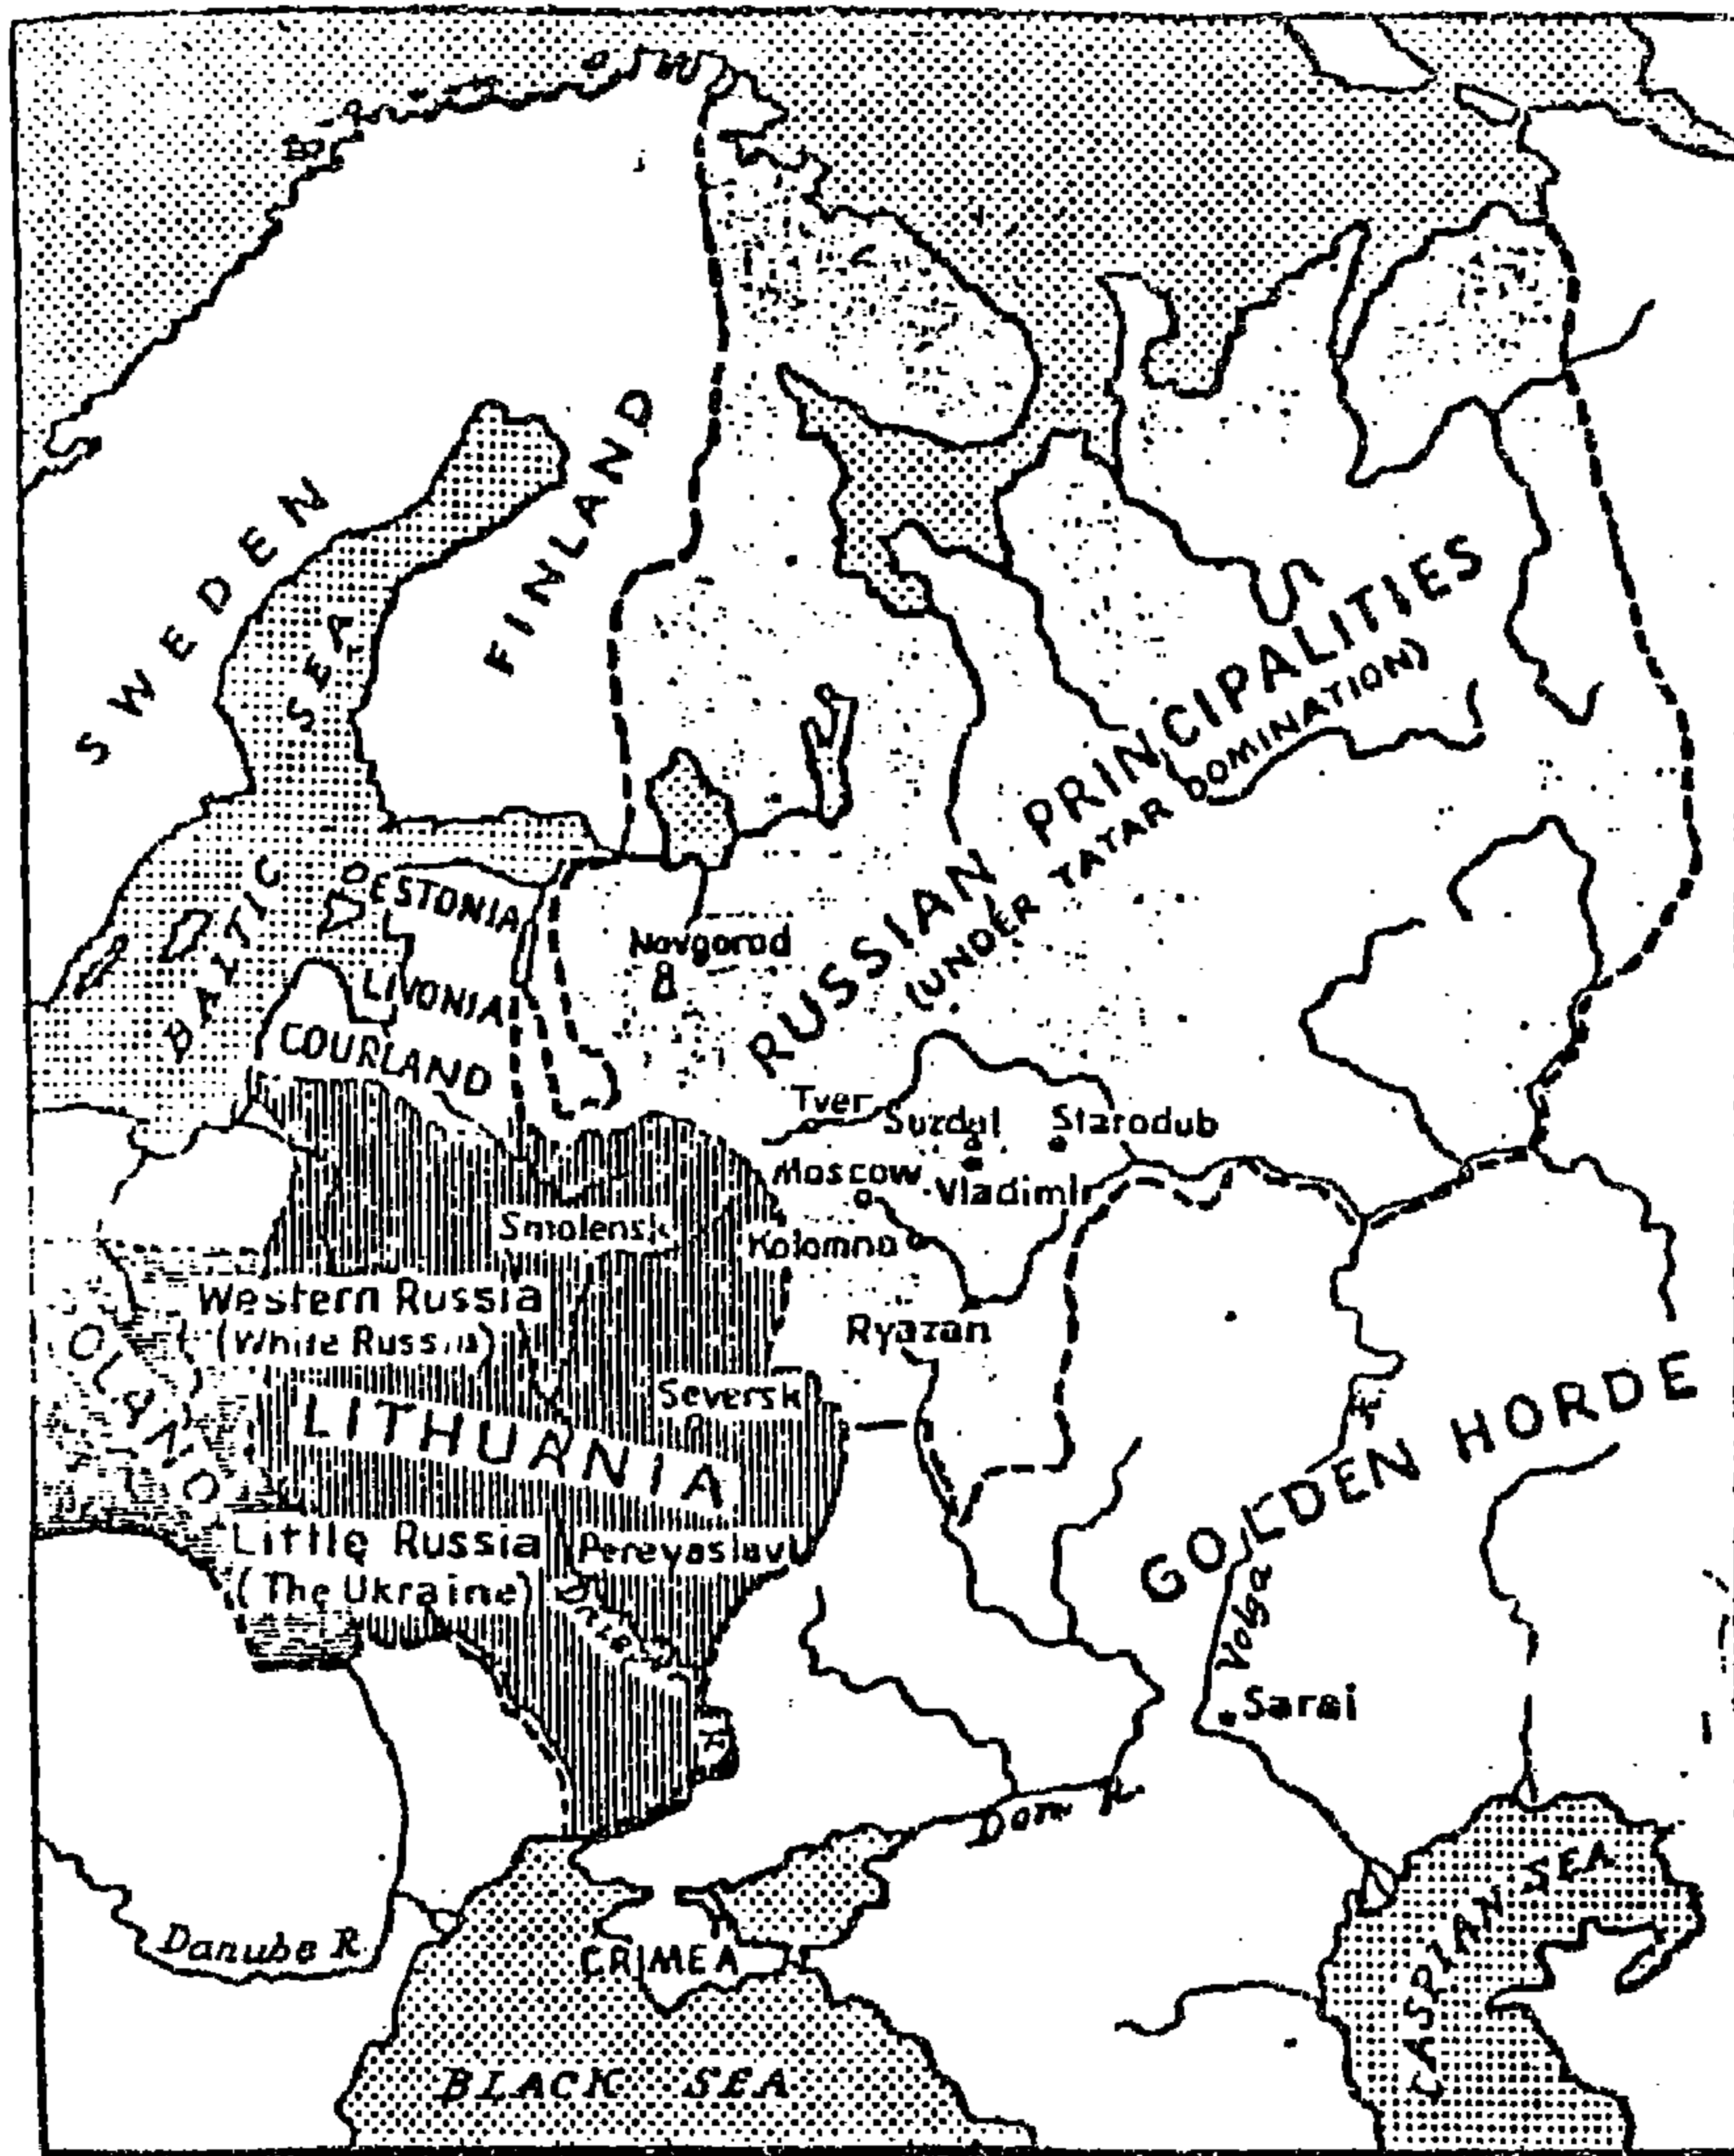 SWEDEN
FINLAND
BALTIC
SEA
RUSSIAN PRINCIPALITIES
(UNDER TATAR DOMINATION)
ESTONIA
Novgorod
LIVONIA
COURLAND
Tver
Suzdal
Starodub
Moscow
Vladimir
Smolensk
Kolomna
Western Russia
(White Russia)
Ryazan
OLAND
Seversk
LITHUANIA
GOLDEN HORDE
Little Russia
(The Ukraine)
Pereyaslavl
Volga
Sarai
Don R.
CASPIAN SEA
Danube R.
CRIMEA
BLACK SEA